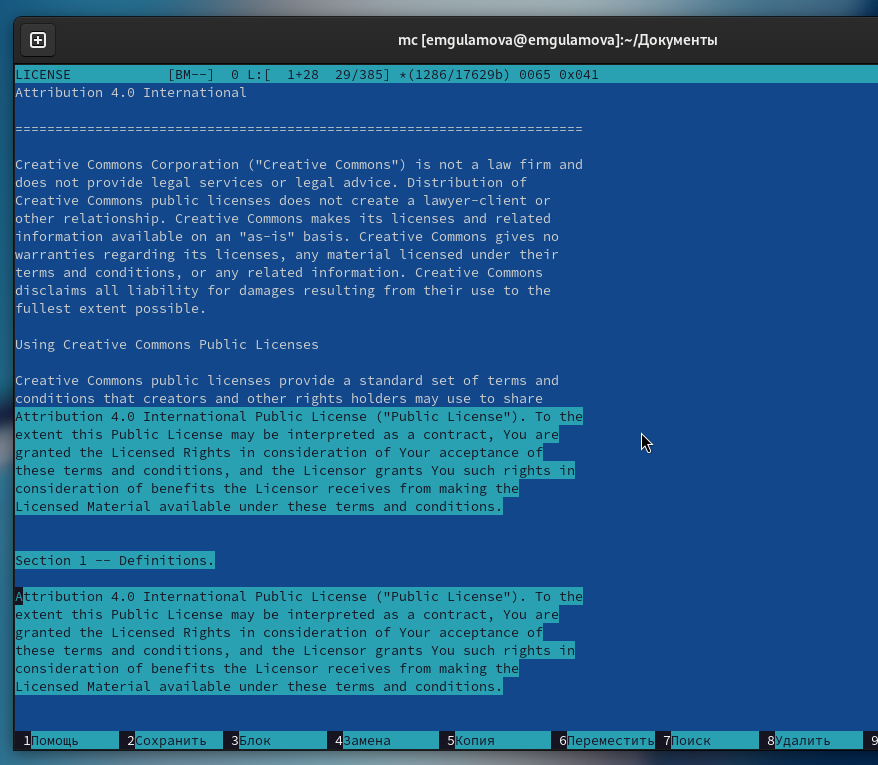 mc [emgulamova@emgulamova]:~/Документы
LICENSE [BM--] 0 L:[ 1+28 29/385] *(1286/17629b) 0065 0x041
Attribution 4.0 International
=======================================================================
Creative Commons Corporation ("Creative Commons") is not a law firm and
does not provide legal services or legal advice. Distribution of
Creative Commons public licenses does not create a lawyer-client or
other relationship. Creative Commons makes its licenses and related
information available on an "as-is" basis. Creative Commons gives no
warranties regarding its licenses, any material licensed under their
terms and conditions, or any related information. Creative Commons
disclaims all liability for damages resulting from their use to the
fullest extent possible.
Using Creative Commons Public Licenses
Creative Commons public licenses provide a standard set of terms and
conditions that creators and other rights holders may use to share
Attribution 4.0 International Public License ("Public License"). To the
extent this Public License may be interpreted as a contract, You are
granted the Licensed Rights in consideration of Your acceptance of
these terms and conditions, and the Licensor grants You such rights in
consideration of benefits the Licensor receives from making the
Licensed Material available under these terms and conditions.
Section 1 -- Definitions.
Attribution 4.0 International Public License ("Public License"). To the
extent this Public License may be interpreted as a contract, You are
granted the Licensed Rights in consideration of Your acceptance of
these terms and conditions, and the Licensor grants You such rights in
consideration of benefits the Licensor receives from making the
Licensed Material available under these terms and conditions.
1Помощь 2Сохранить 3Блок 4Замена 5Копия 6Переместить 7Поиск 8Удалить 9